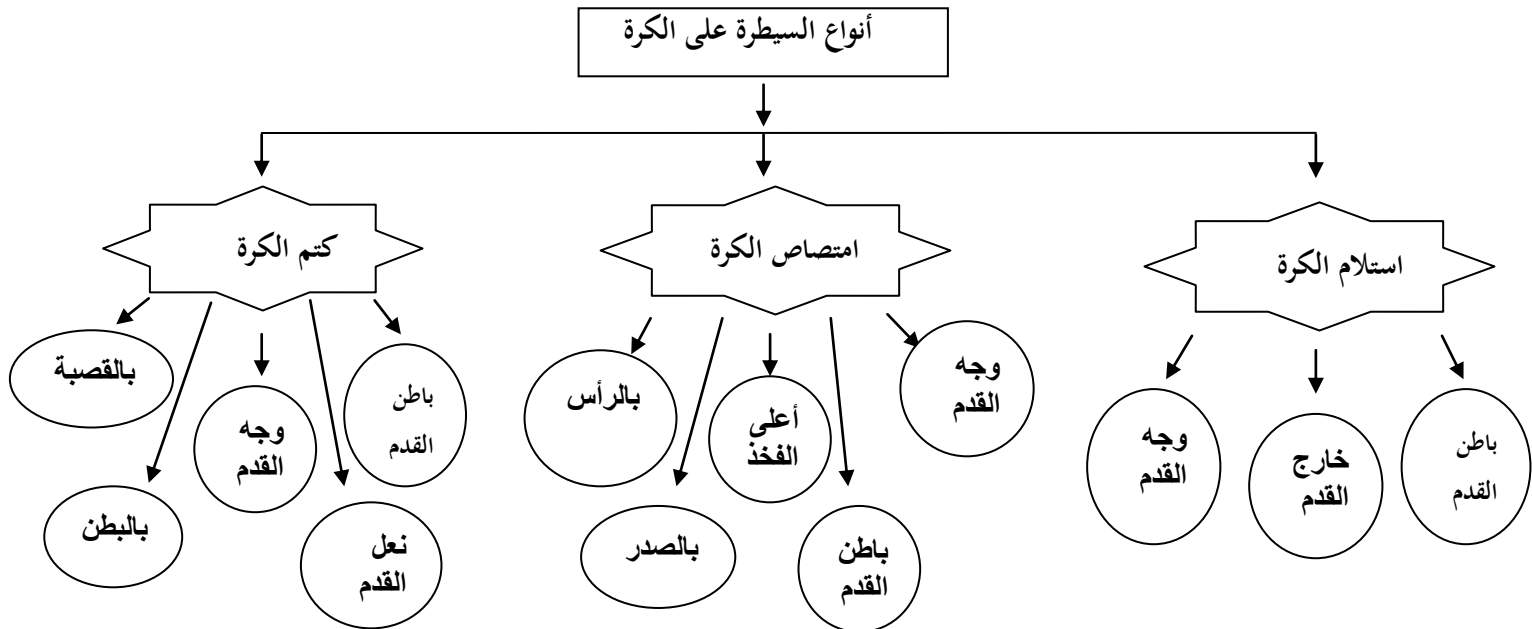 أنواع السيطرة على الكرة
استلام الكرة
امتصاص الكرة
كتم الكرة
باطن
القدم
خارج
القدم
وجه
القدم
وجه
القدم
باطن
القدم
أعلى
الفخذ
بالصدر
بالرأس
باطن
القدم
نعل
القدم
وجه
القدم
بالبطن
بالقصبة